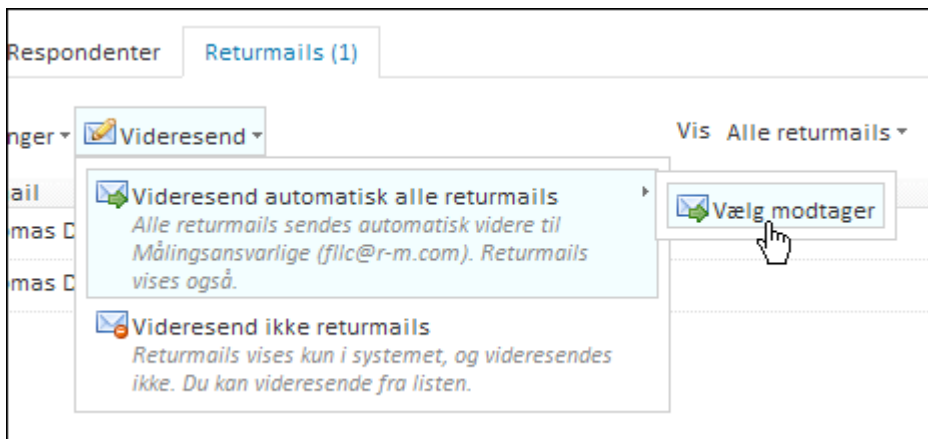 Respondenter Returmails (1)
nger Videresend Vis Alle returmails
ail
Videresend automatisk alle returmails
Alle returmails sendes automatisk videre til
Målingsansvarlige (fllc@r-m.com). Returmails
vises også.
Vælg modtager
omas D
omas D
Videresend ikke returmails
Returmails vises kun i systemet, og videresendes
ikke. Du kan videresende fra listen.